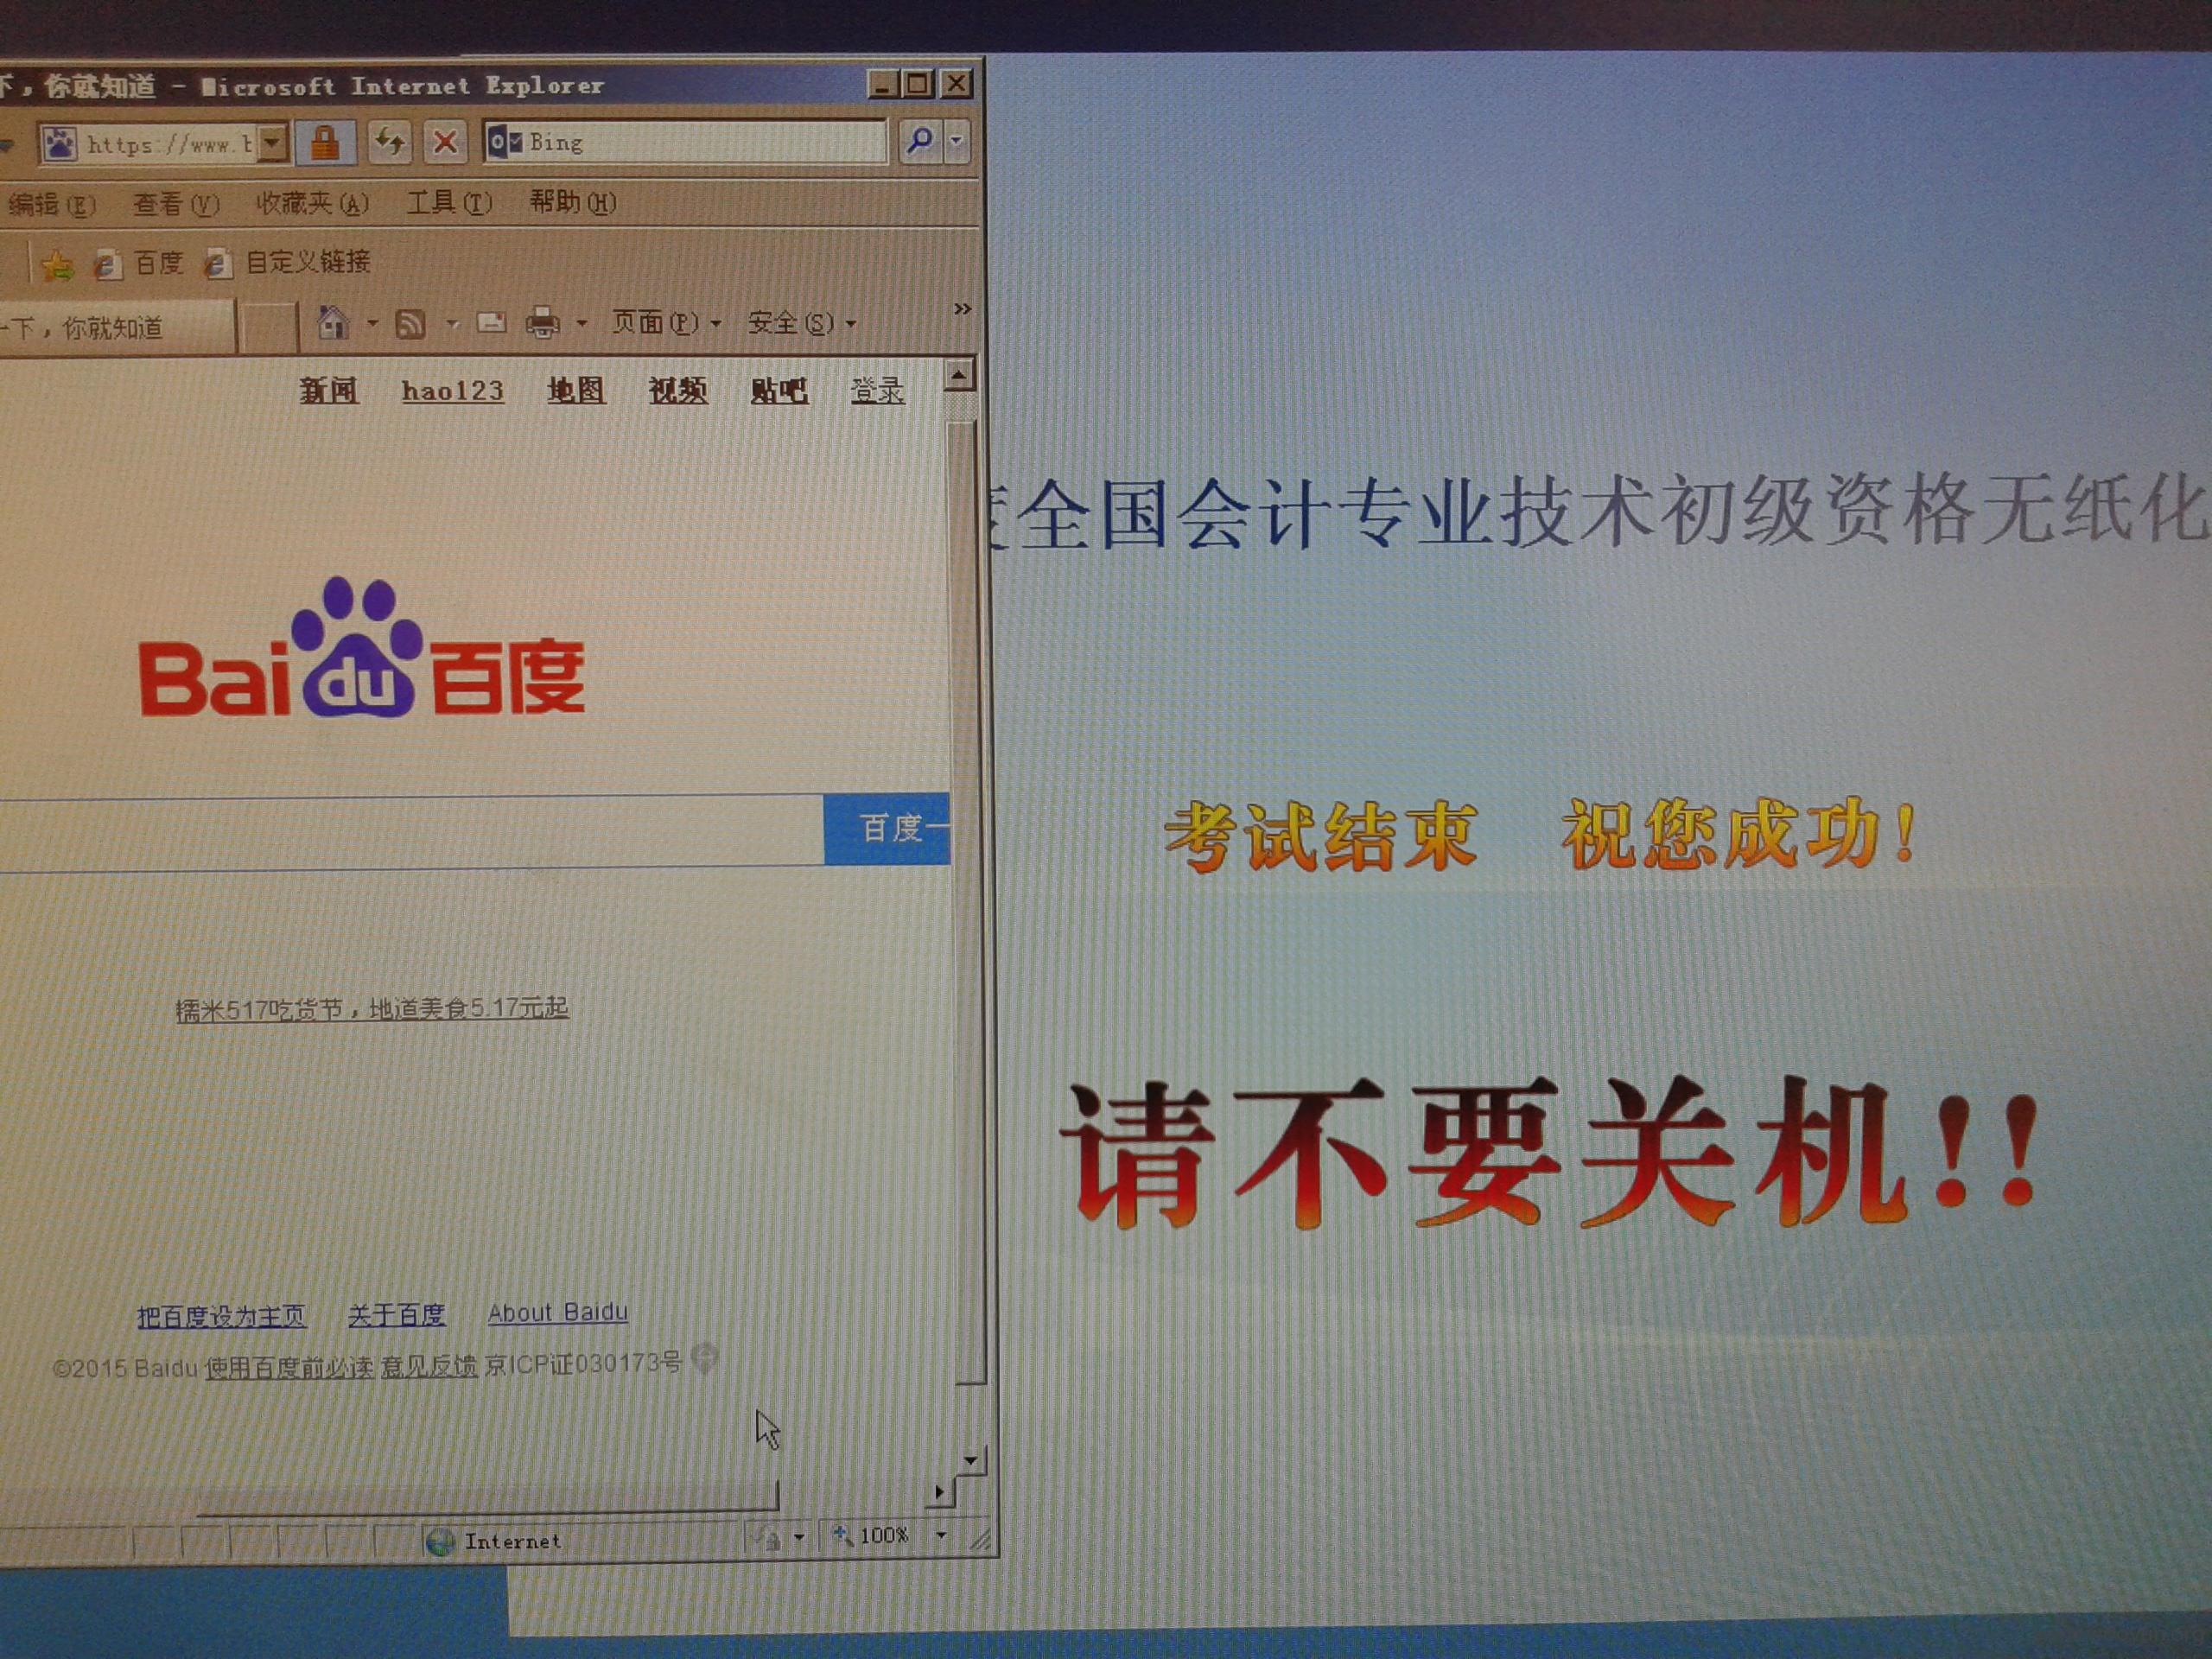 下，你就知道 - Microsoft Internet Explorer
https://www.b
Bing
编辑(E) 查看(V) 收藏夹(A) 工具(T) 帮助(H)
百度 自定义链接
一下，你就知道
页面(P) 安全(S) »
新闻 hao123 地图 视频 贴吧 登录
度全国会计专业技术初级资格无纸化
Bai du 百度
百度一
考试结束 祝您成功!
糯米517吃货节，地道美食5.17元起
请不要关机!!
把百度设为主页 关于百度 About Baidu
©2015 Baidu 使用百度前必读 意见反馈 京ICP证030173号
Internet
100%